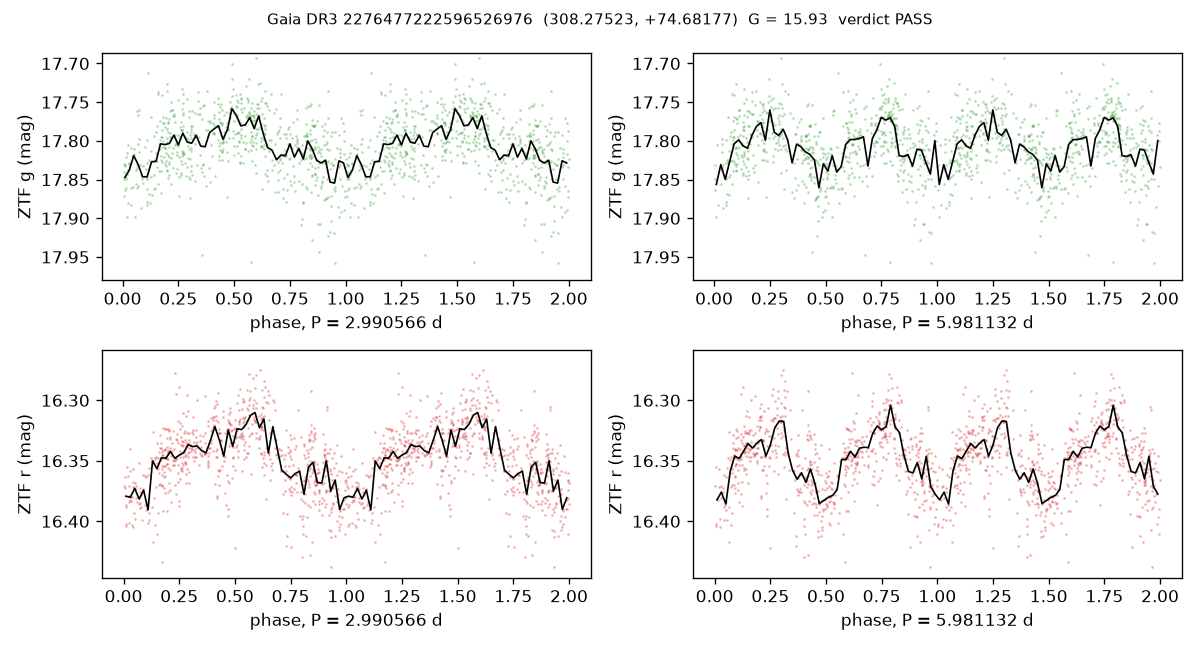 Gaia DR3 2276477222596526976 (308.27523, +74.68177) G = 15.93 verdict PASS
ZTF g (mag)
17.70
17.75
17.80
17.85
17.90
17.95
0.00 0.25 0.50 0.75 1.00 1.25 1.50 1.75 2.00
phase, P = 2.990566 d
ZTF g (mag)
17.70
17.75
17.80
17.85
17.90
17.95
0.00 0.25 0.50 0.75 1.00 1.25 1.50 1.75 2.00
phase, P = 5.981132 d
ZTF r (mag)
16.30
16.35
16.40
0.00 0.25 0.50 0.75 1.00 1.25 1.50 1.75 2.00
phase, P = 2.990566 d
ZTF r (mag)
16.30
16.35
16.40
0.00 0.25 0.50 0.75 1.00 1.25 1.50 1.75 2.00
phase, P = 5.981132 d